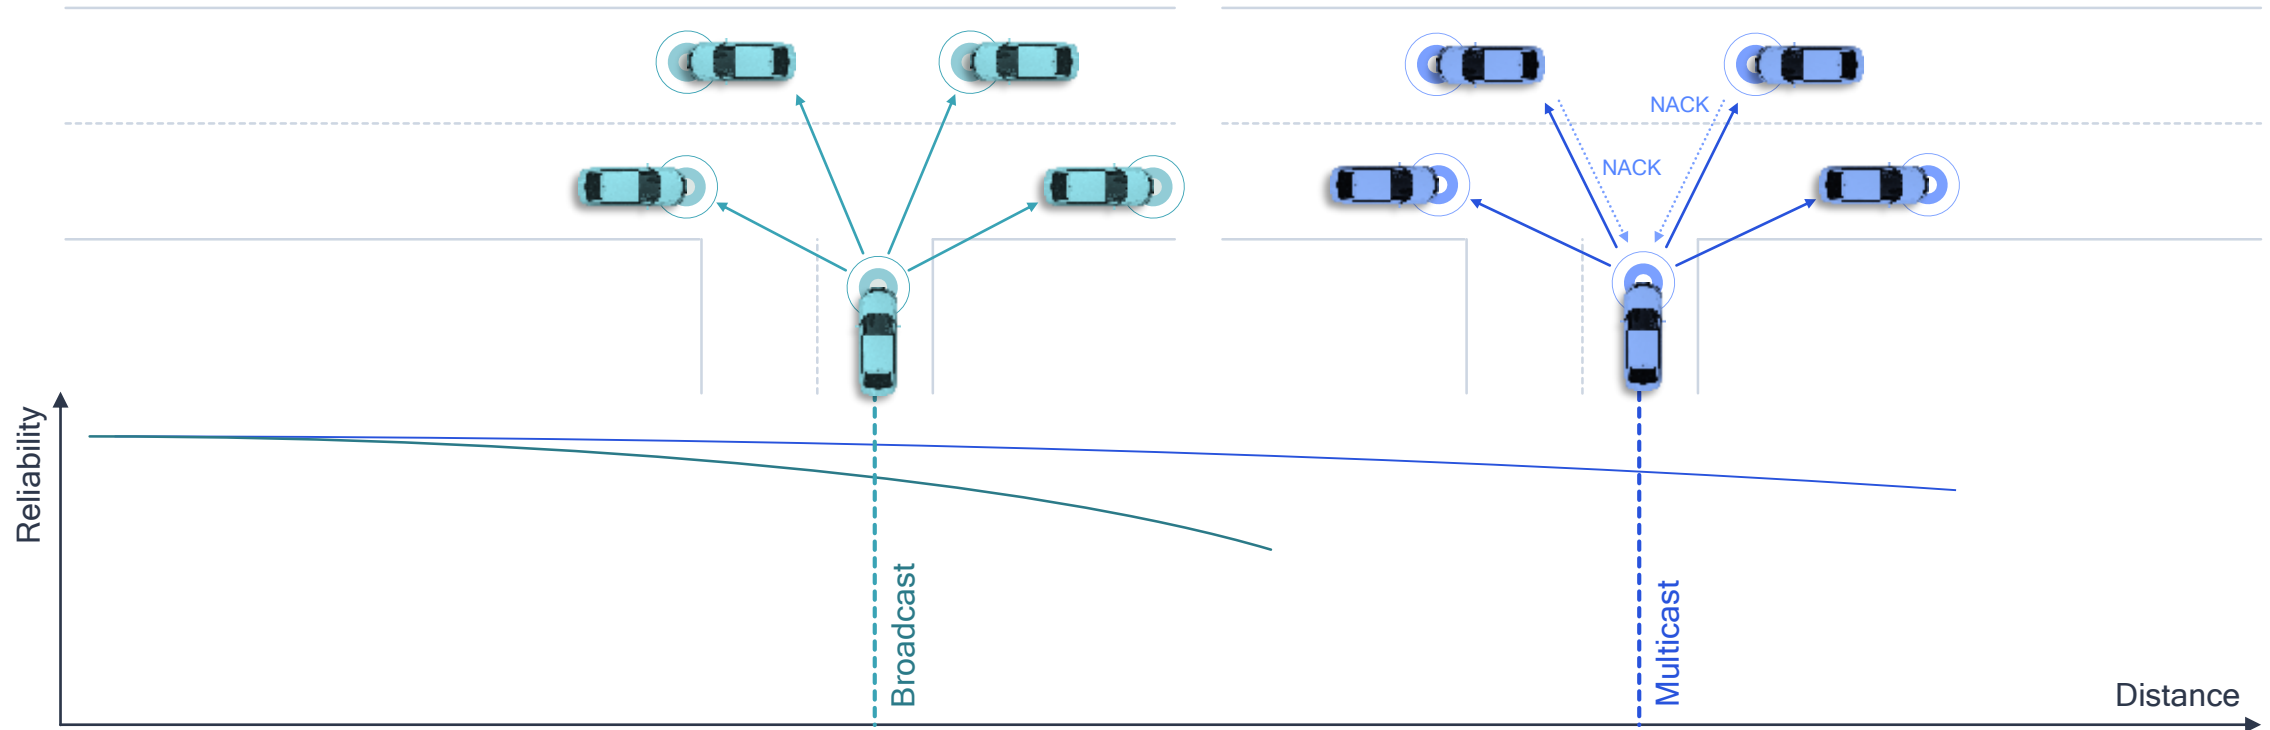 NACK
NACK
Reliability
Broadcast
Multicast
Distance